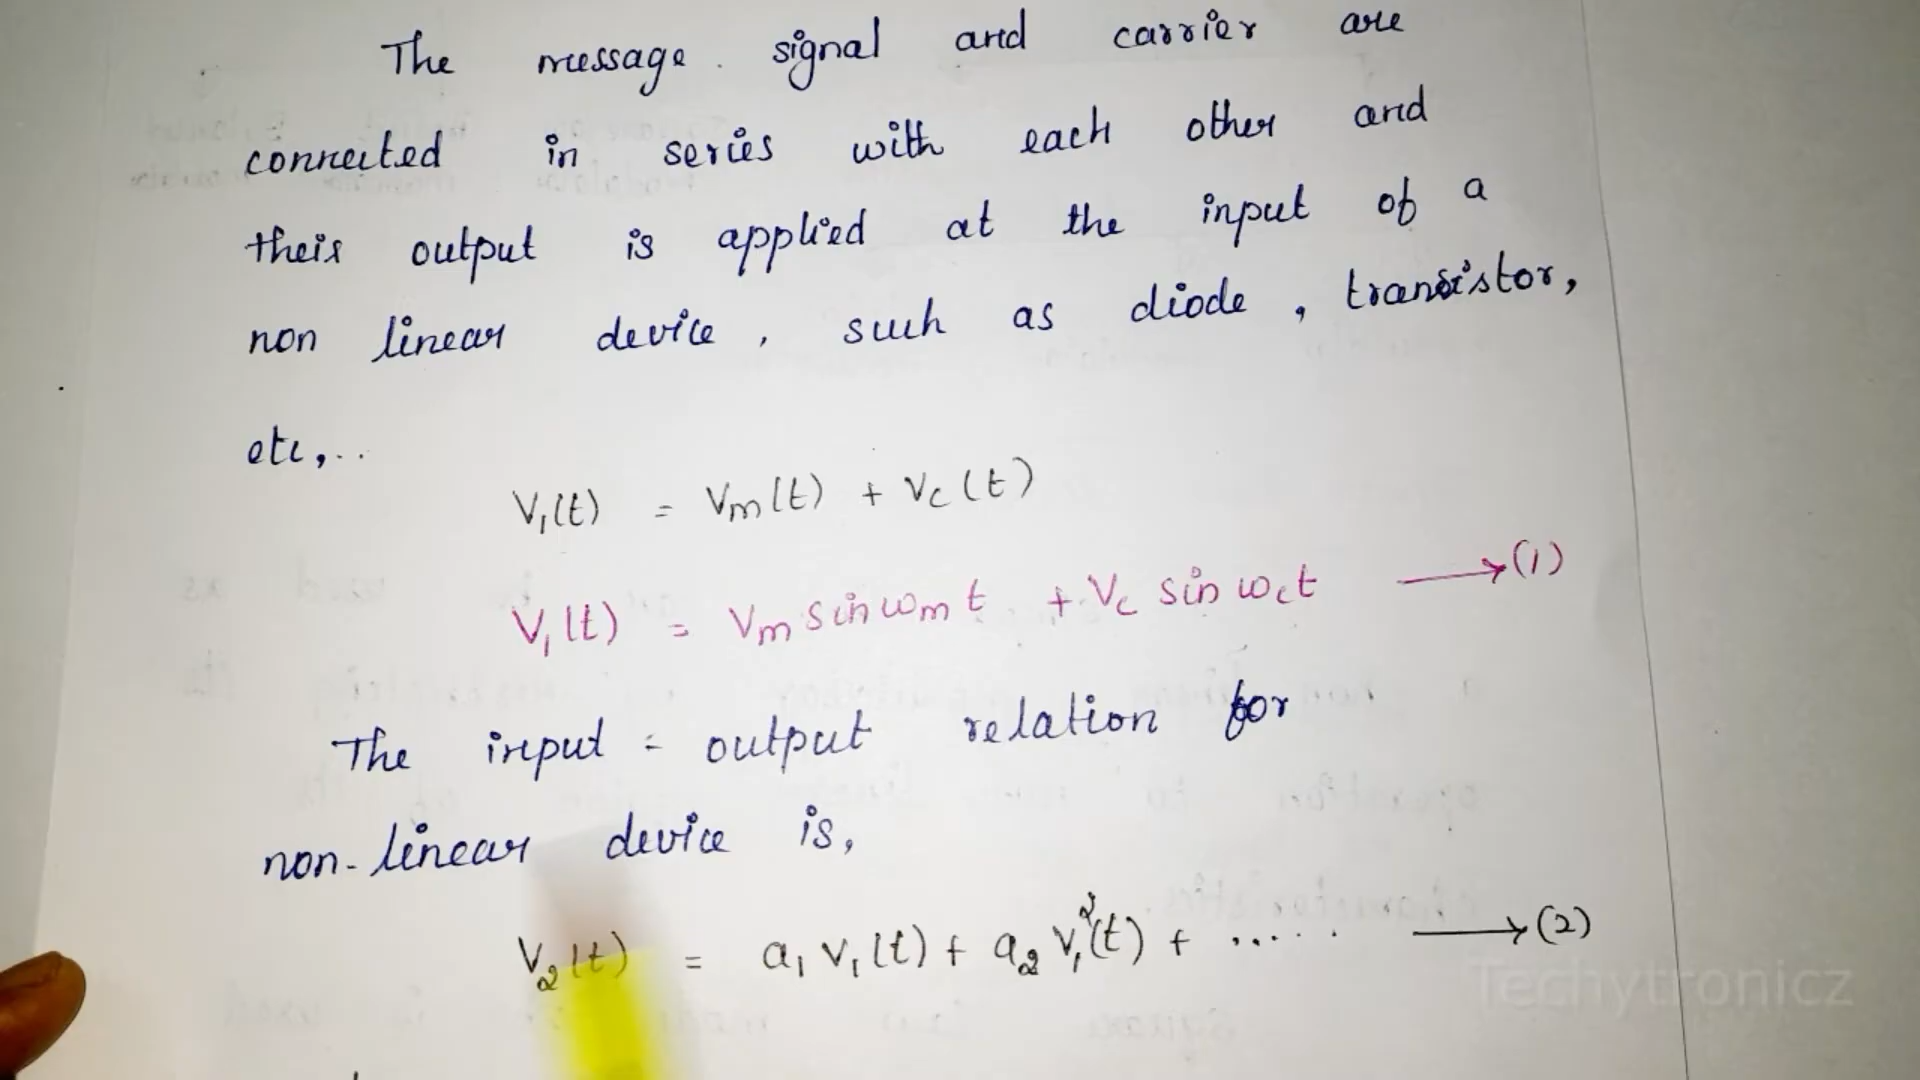 The message signal and carrier are
connected in series with each other and
their output is applied at the input of a
non linear device, such as diode, transistor,
etc,..
V₁(t) = Vm(t) + Vc(t)
V₁(t) = Vm sin ωm t + Vc sin ωc t → (1)
The input = output relation for
non-linear device is,
V₂(t) = a₁ V₁(t) + a₂ V₁²(t) + ...... → (2)
Techytronicz